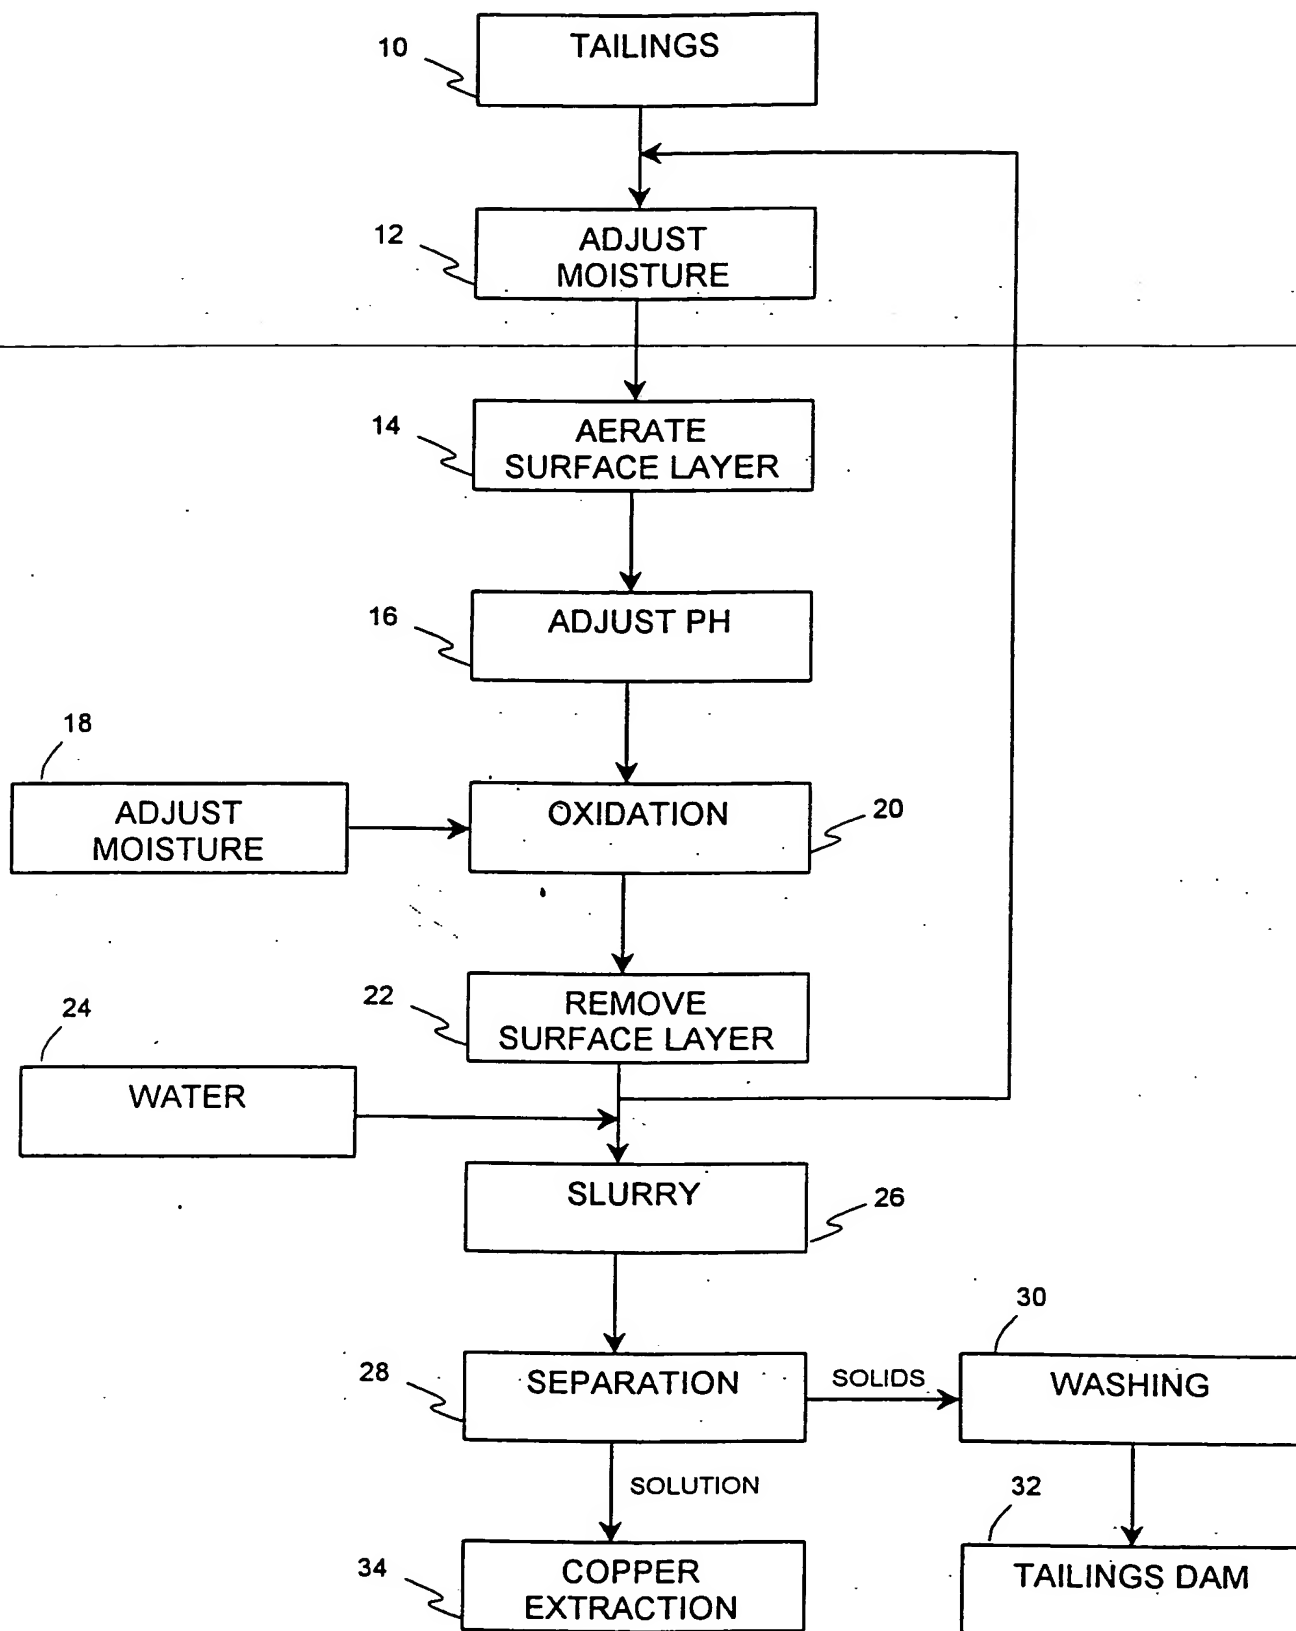 TAILINGS
10
12
ADJUST
MOISTURE
14
AERATE
SURFACE LAYER
16
ADJUST PH
18
ADJUST
MOISTURE
OXIDATION
20
22
REMOVE
SURFACE LAYER
24
WATER
SLURRY
26
28
SEPARATION
SOLIDS
30
WASHING
SOLUTION
32
TAILINGS DAM
34
COPPER
EXTRACTION